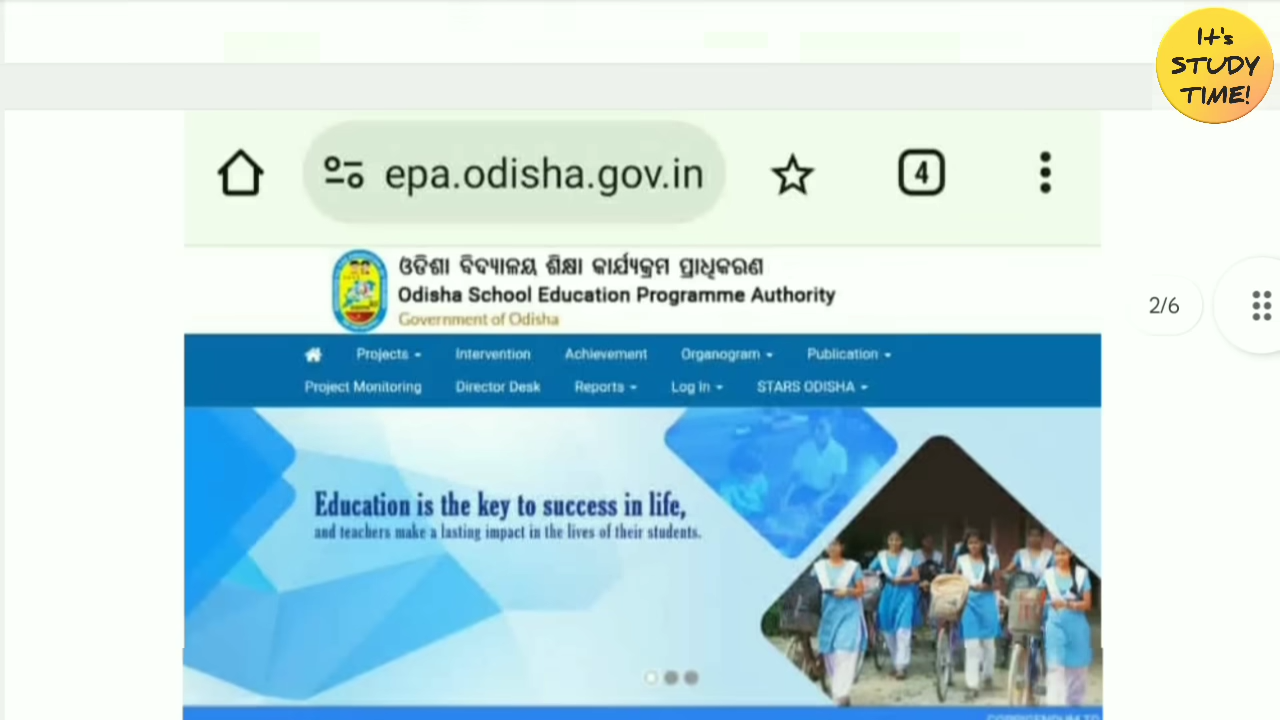 It's
STUDY
TIME!
epa.odisha.gov.in
4
ଓଡିଶା ବିଦ୍ୟାଳୟ ଶିକ୍ଷା କାର୍ଯ୍ୟକ୍ରମ ପ୍ରାଧିକରଣ
Odisha School Education Programme Authority
Government of Odisha
2/6
Projects Intervention Achievement Organogram Publication
Project Monitoring Director Desk Reports Log In STARS ODISHA
Education is the key to success in life,
and teachers make a lasting impact in the lives of their students.